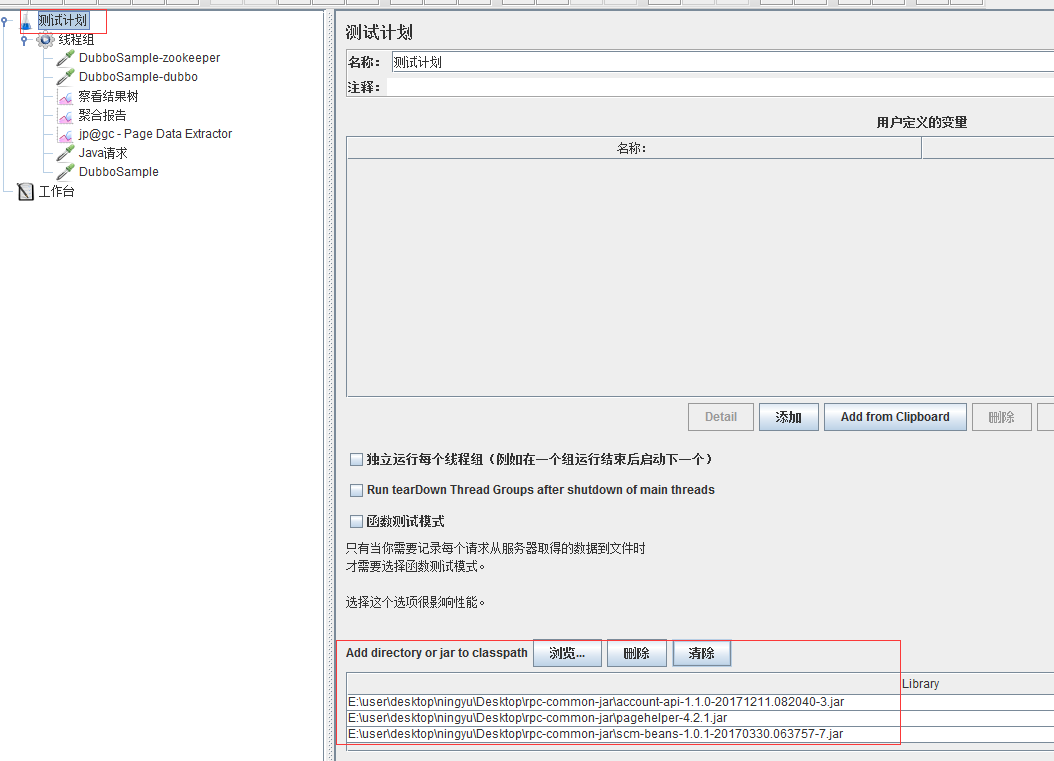 测试计划
线程组
DubboSample-zookeeper
DubboSample-dubbo
察看结果树
聚合报告
jp@gc - Page Data Extractor
Java请求
DubboSample
工作台
测试计划
名称： 测试计划
注释：
用户定义的变量
名称：
Detail 添加 Add from Clipboard 删除
独立运行每个线程组（例如在一个组运行结束后启动下一个）
Run tearDown Thread Groups after shutdown of main threads
函数测试模式
只有当你需要记录每个请求从服务器取得的数据到文件时
才需要选择函数测试模式。
选择这个选项很影响性能。
Add directory or jar to classpath 浏览... 删除 清除
Library
E:\user\desktop\ningyu\Desktop\rpc-common-jar\account-api-1.1.0-20171211.082040-3.jar
E:\user\desktop\ningyu\Desktop\rpc-common-jar\pagehelper-4.2.1.jar
E:\user\desktop\ningyu\Desktop\rpc-common-jar\scm-beans-1.0.1-20170330.063757-7.jar